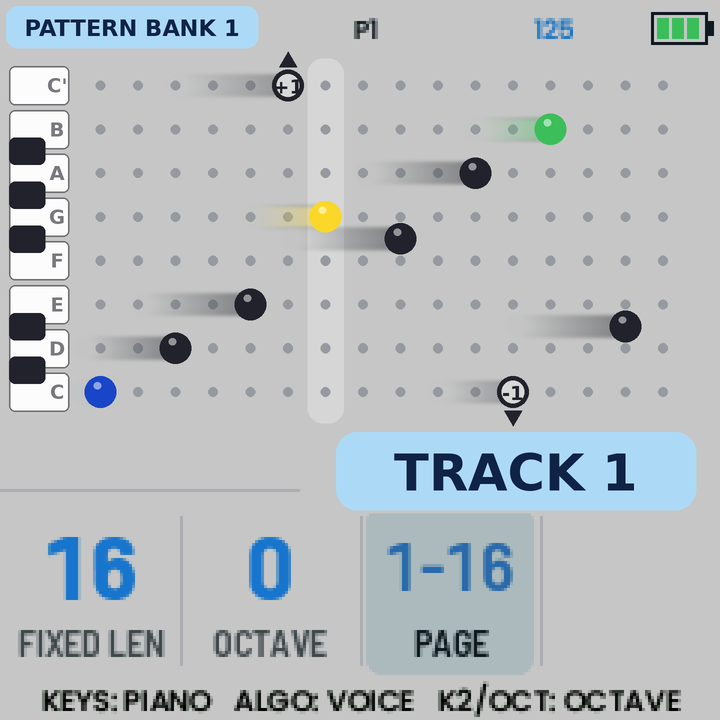 PATTERN BANK 1 P1 125
C' +1
B
A
G
F
E
D
C -1
TRACK 1
16 0 1-16
FIXED LEN OCTAVE PAGE
KEYS: PIANO ALGO: VOICE K2/OCT: OCTAVE